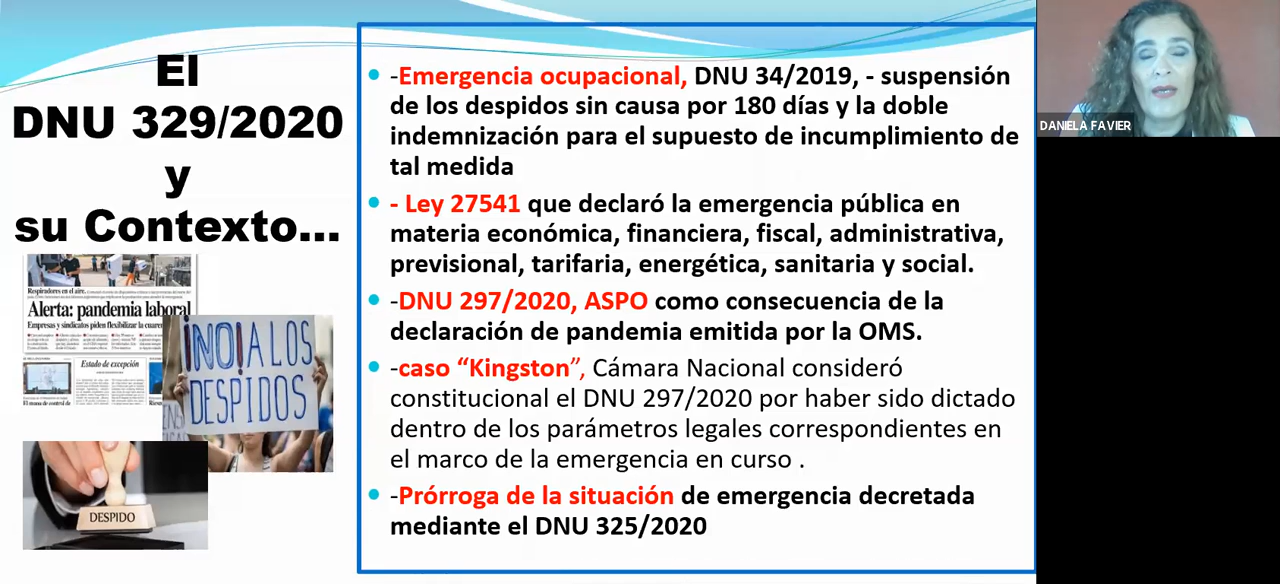 El
DNU 329/2020
y
su Contexto...
Respiradores en el aire.
Alerta: pandemia laboral
Empresas y sindicatos piden flexibilizar la cuare
Estado de excepción
¡NO! A LOS
DESPIDOS
DESPIDO
-Emergencia ocupacional, DNU 34/2019, - suspensión
de los despidos sin causa por 180 días y la doble
indemnización para el supuesto de incumplimiento de
tal medida
- Ley 27541 que declaró la emergencia pública en
materia económica, financiera, fiscal, administrativa,
previsional, tarifaria, energética, sanitaria y social.
-DNU 297/2020, ASPO como consecuencia de la
declaración de pandemia emitida por la OMS.
-caso “Kingston”, Cámara Nacional consideró
constitucional el DNU 297/2020 por haber sido dictado
dentro de los parámetros legales correspondientes en
el marco de la emergencia en curso .
-Prórroga de la situación de emergencia decretada
mediante el DNU 325/2020
DANIELA FAVIER